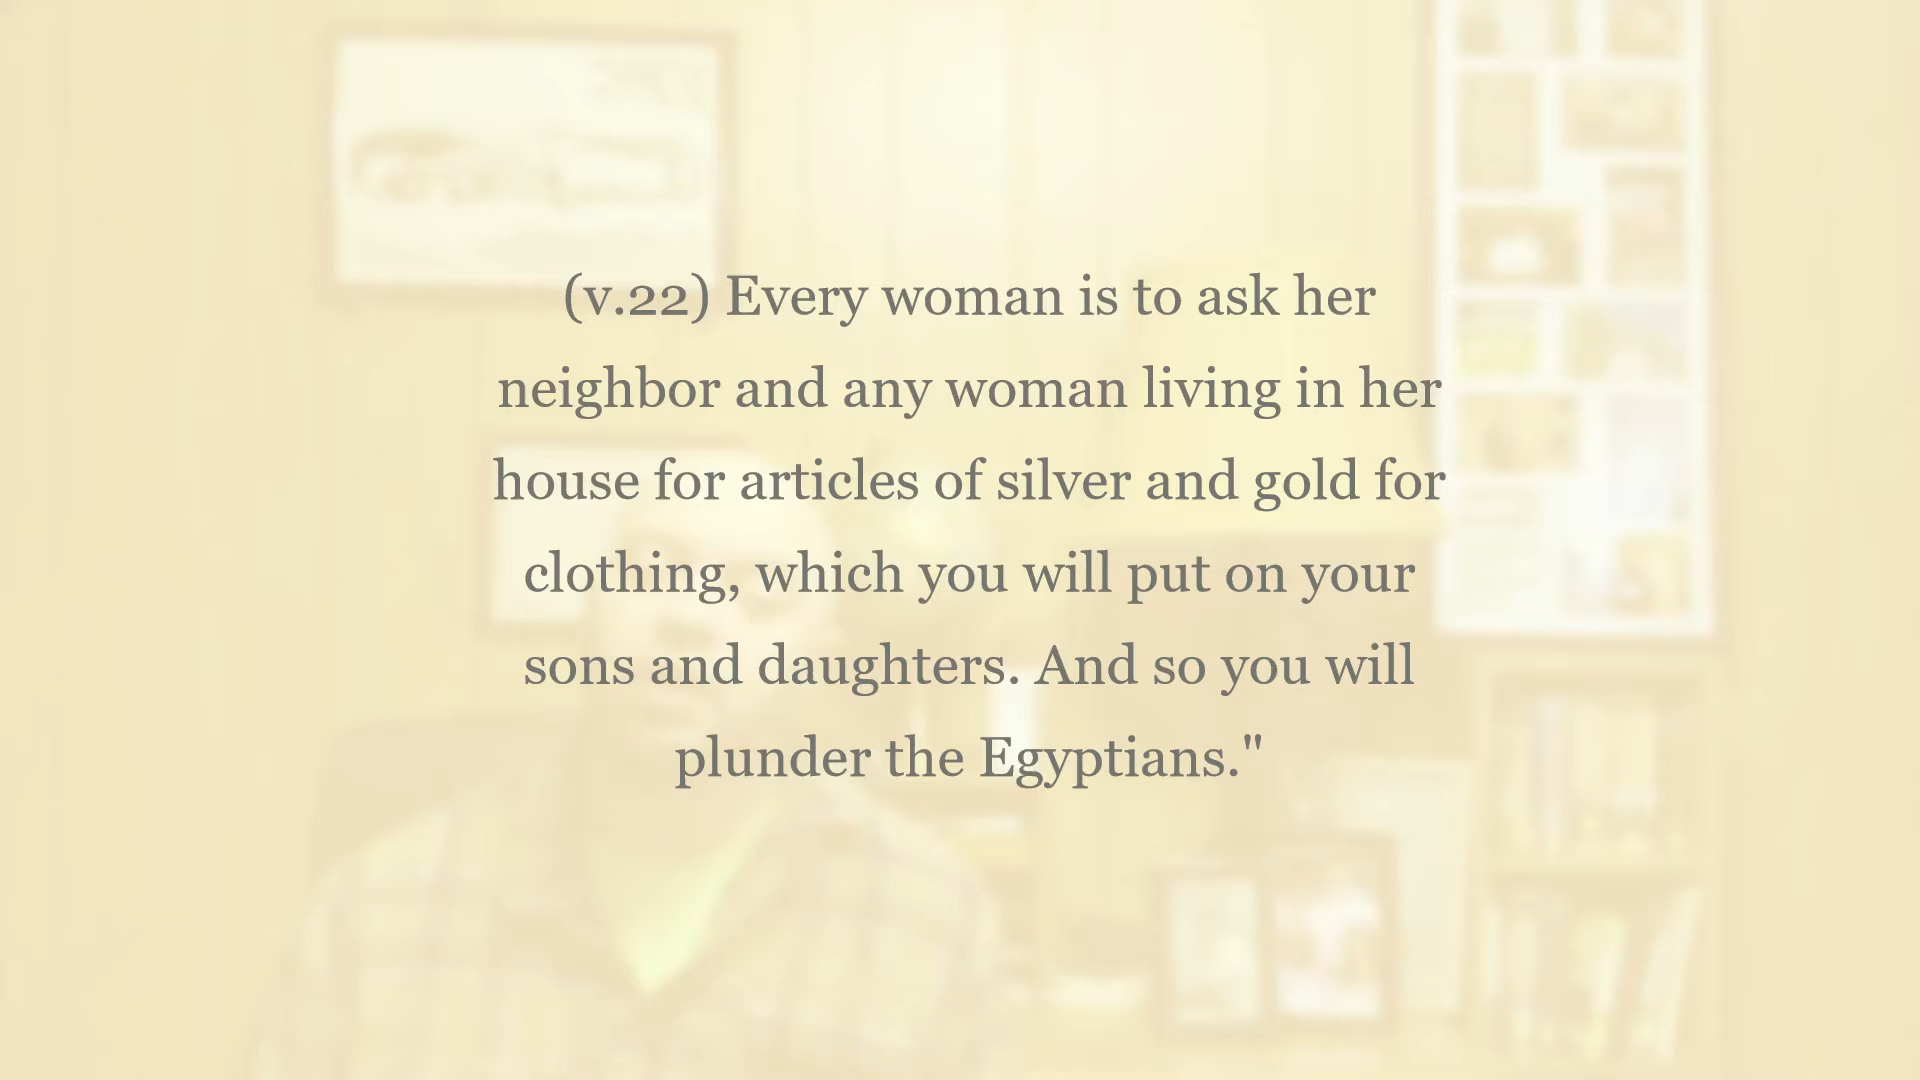 (v.22) Every woman is to ask her
neighbor and any woman living in her
house for articles of silver and gold for
clothing, which you will put on your
sons and daughters. And so you will
plunder the Egyptians."